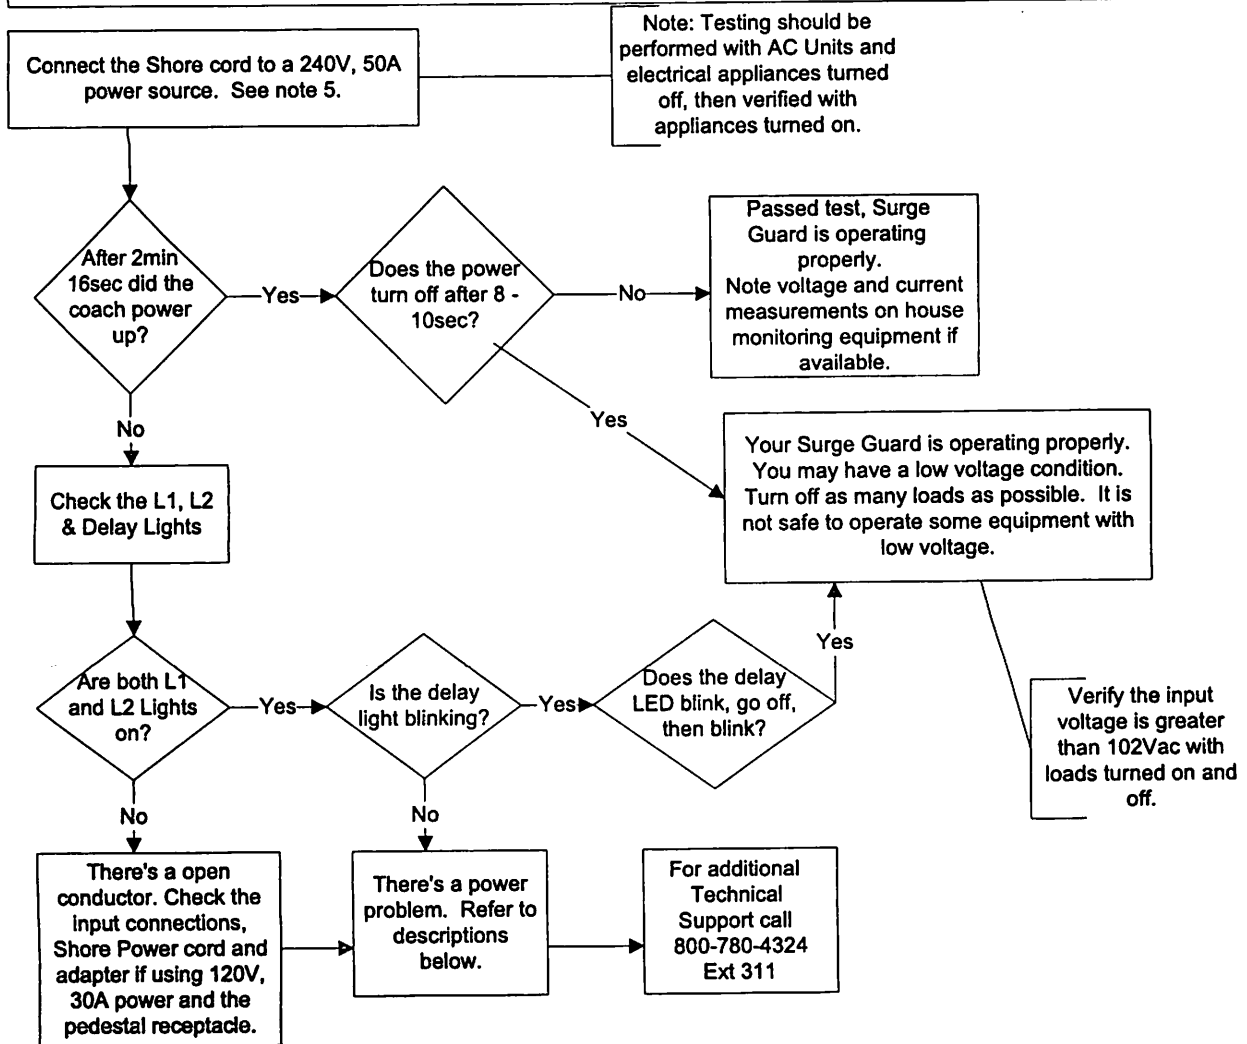 Connect the Shore cord to a 240V, 50A
power source.  See note 5.
Note: Testing should be
performed with AC Units and
electrical appliances turned
off, then verified with
appliances turned on.
After 2min
16sec did the
coach power
up?
Yes
Does the power
turn off after 8 -
10sec?
No
Passed test, Surge
Guard is operating
properly.
Note voltage and current
measurements on house
monitoring equipment if
available.
Yes
No
Your Surge Guard is operating properly.
You may have a low voltage condition.
Turn off as many loads as possible.  It is
not safe to operate some equipment with
low voltage.
Check the L1, L2
& Delay Lights
Are both L1
and L2 Lights
on?
Yes
Is the delay
light blinking?
Yes
Does the delay
LED blink, go off,
then blink?
Yes
Verify the input
voltage is greater
than 102Vac with
loads turned on and
off.
No
No
There's a open
conductor. Check the
input connections,
Shore Power cord and
adapter if using 120V,
30A power and the
pedestal receptacle.
There's a power
problem.  Refer to
descriptions
below.
For additional
Technical
Support call
800-780-4324
Ext 311